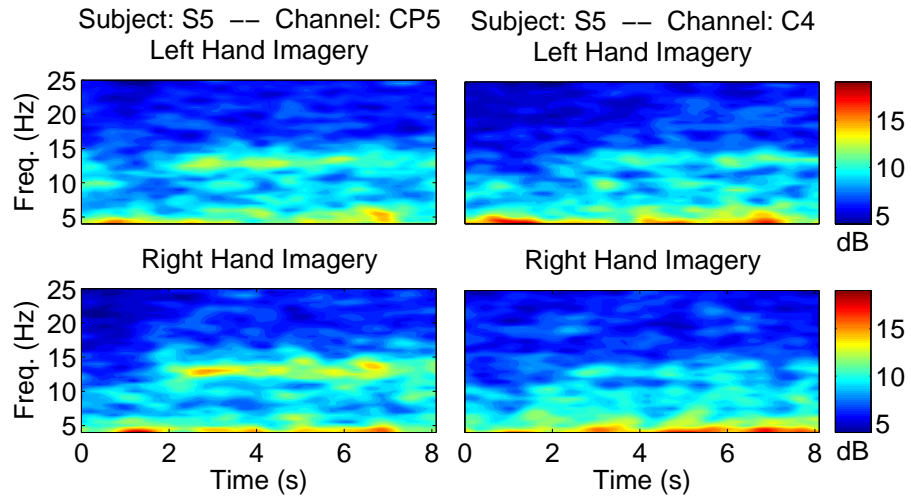 Subject: S5 -- Channel: CP5
Subject: S5 -- Channel: C4
Left Hand Imagery
Left Hand Imagery
25
20
15
10
5
Freq. (Hz)
15
10
5
dB
Right Hand Imagery
Right Hand Imagery
25
20
15
10
5
Freq. (Hz)
15
10
5
dB
0 2 4 6 8
0 2 4 6 8
Time (s)
Time (s)